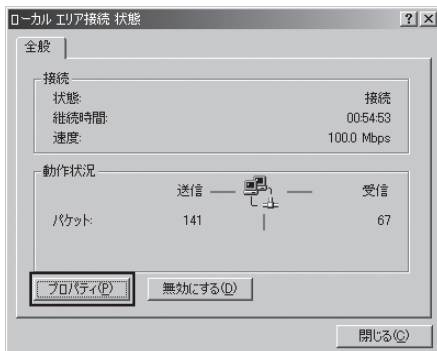 ローカル エリア接続 状態
全般
接続
状態: 接続
継続時間: 00:54:53
速度: 100.0 Mbps
動作状況
送信 受信
パケット: 141 67
プロパティ(P) 無効にする(D)
閉じる(C)